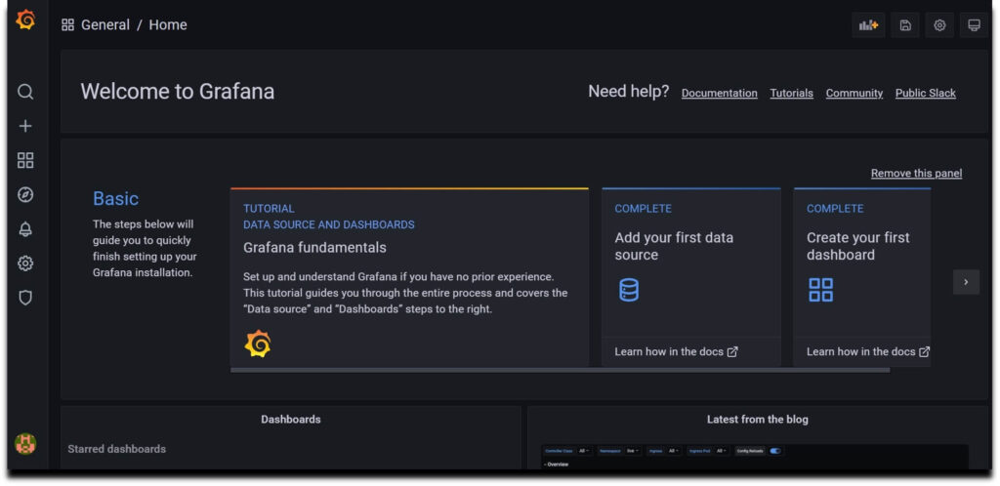 General / Home
Welcome to Grafana
Need help? Documentation Tutorials Community Public Slack
Remove this panel
Basic
The steps below will
guide you to quickly
finish setting up your
Grafana installation.
TUTORIAL
DATA SOURCE AND DASHBOARDS
Grafana fundamentals
Set up and understand Grafana if you have no prior experience.
This tutorial guides you through the entire process and covers the
“Data source” and “Dashboards” steps to the right.
COMPLETE
Add your first data
source
Learn how in the docs
COMPLETE
Create your first
dashboard
Learn how in the docs
Dashboards
Starred dashboards
Latest from the blog
Controller Class All Namespace live Ingress All Ingress Pod All Config Reloads
- Overview